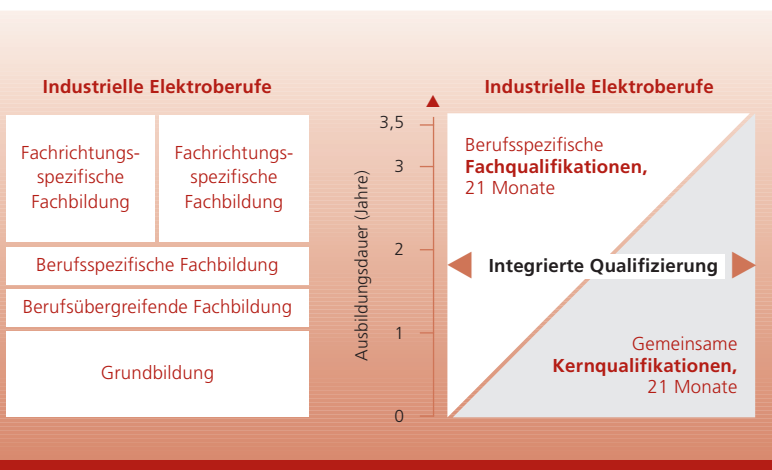 Industrielle Elektroberufe
Fachrichtungs-
spezifische
Fachbildung
Fachrichtungs-
spezifische
Fachbildung
Berufsspezifische Fachbildung
Berufsübergreifende Fachbildung
Grundbildung
Industrielle Elektroberufe
Ausbildungsdauer (Jahre)
3,5
3
2
1
0
Berufsspezifische
Fachqualifikationen,
21 Monate
Integrierte Qualifizierung
Gemeinsame
Kernqualifikationen,
21 Monate